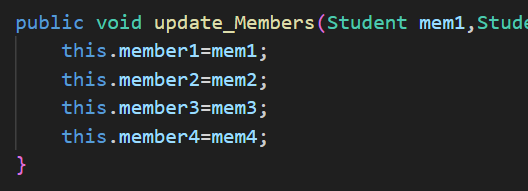 public void update_Members(Student mem1,Stude
this.member1=mem1;
this.member2=mem2;
this.member3=mem3;
this.member4=mem4;
}